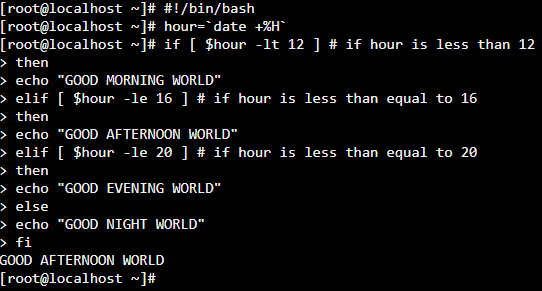 [root@localhost ~]# #!/bin/bash
[root@localhost ~]# hour=`date +%H`
[root@localhost ~]# if [ $hour -lt 12 ] # if hour is less than 12
> then
> echo "GOOD MORNING WORLD"
> elif [ $hour -le 16 ] # if hour is less than equal to 16
> then
> echo "GOOD AFTERNOON WORLD"
> elif [ $hour -le 20 ] # if hour is less than equal to 20
> then
> echo "GOOD EVENING WORLD"
> else
> echo "GOOD NIGHT WORLD"
> fi
GOOD AFTERNOON WORLD
[root@localhost ~]#